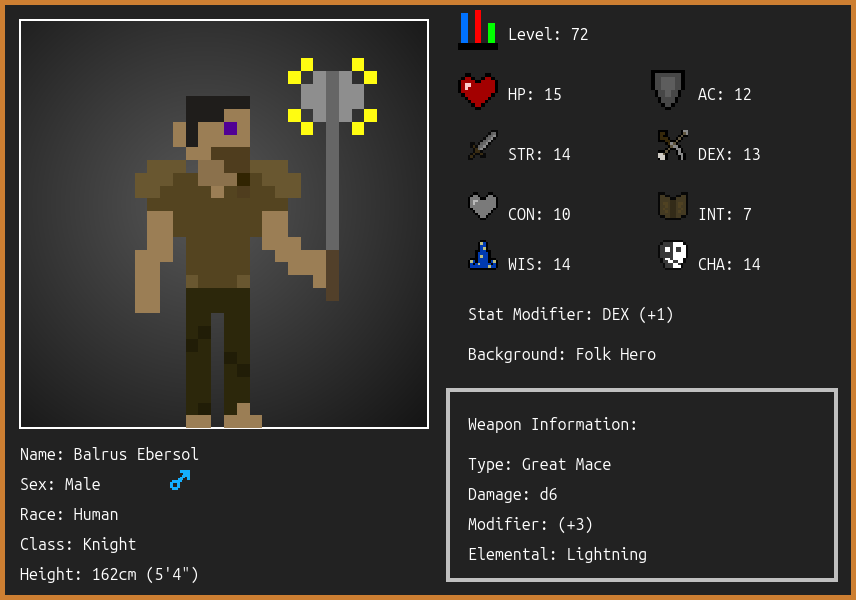 Level: 72
HP: 15
AC: 12
STR: 14
DEX: 13
CON: 10
INT: 7
WIS: 14
CHA: 14
Stat Modifier: DEX (+1)
Background: Folk Hero
Weapon Information:
Type: Great Mace
Damage: d6
Modifier: (+3)
Elemental: Lightning
Name: Balrus Ebersol
Sex: Male
Race: Human
Class: Knight
Height: 162cm (5'4")